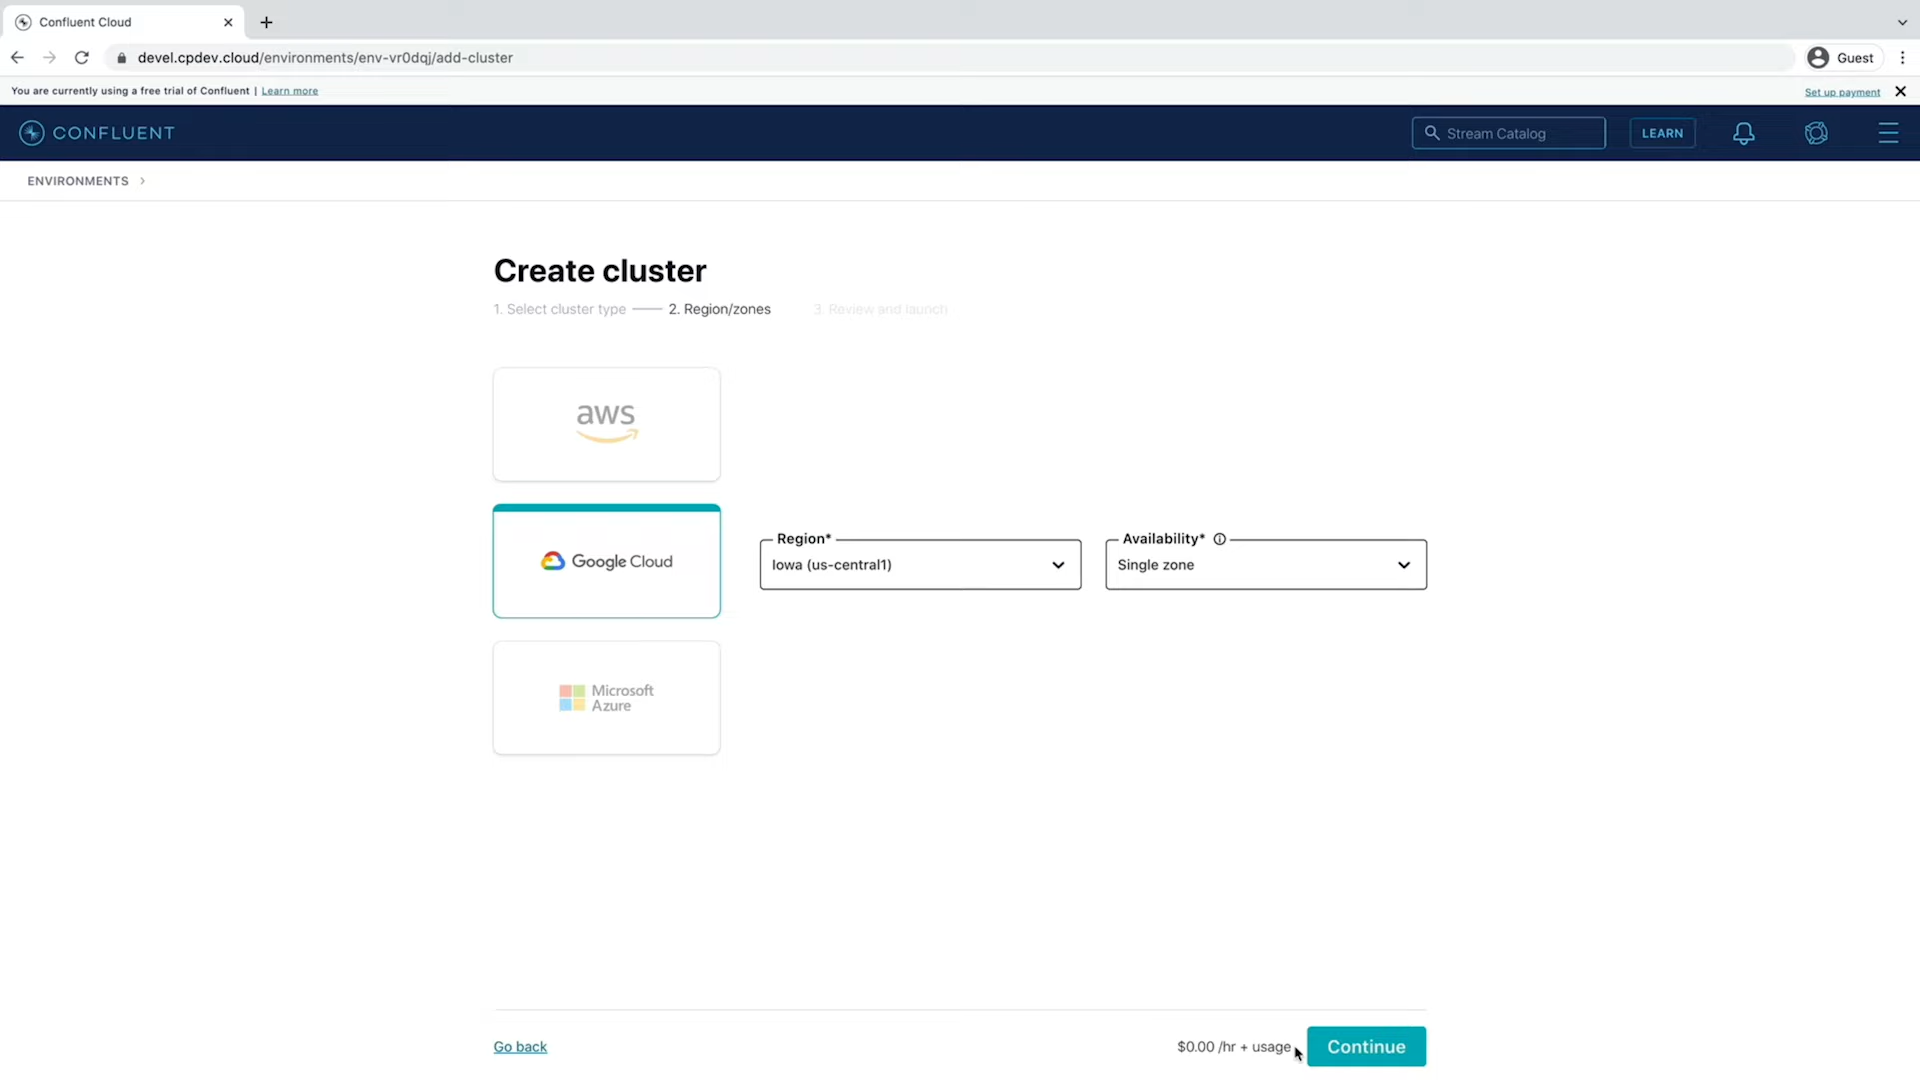 Confluent Cloud
devel.cpdev.cloud/environments/env-vr0dqj/add-cluster
Guest
You are currently using a free trial of Confluent | Learn more
Set up payment
CONFLUENT
Stream Catalog
LEARN
ENVIRONMENTS
Create cluster
1. Select cluster type
2. Region/zones
3. Review and launch
aws
Google Cloud
Region*
Iowa (us-central1)
Availability*
Single zone
Microsoft
Azure
Go back
$0.00 /hr + usage
Continue